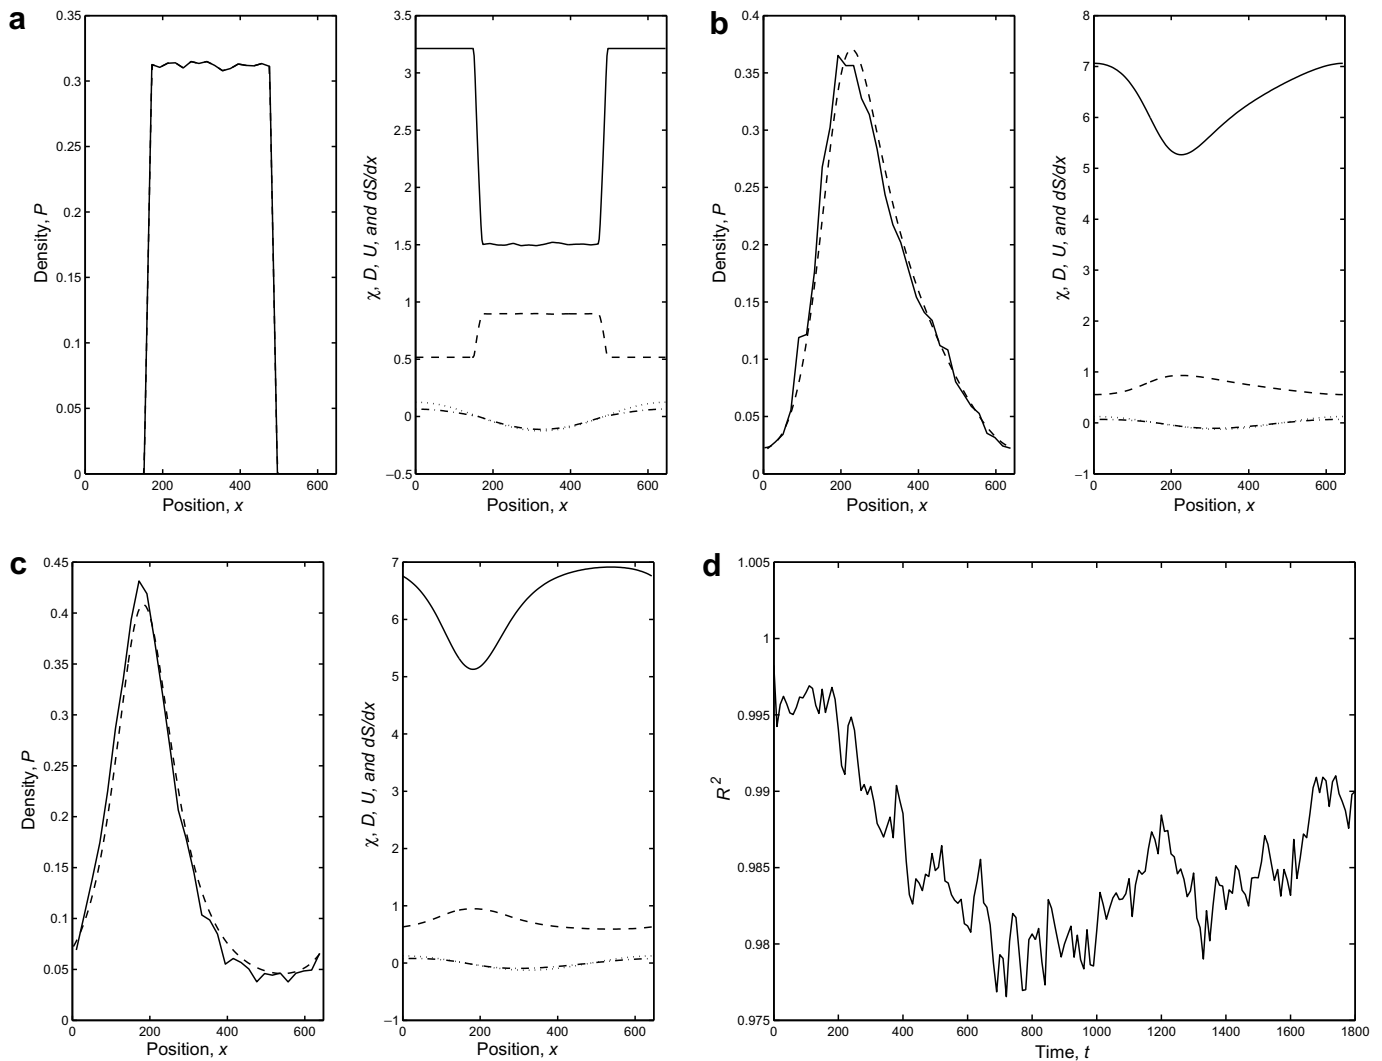 a
0.35
0.3
0.25
0.2
0.15
0.1
0.05
0
Density, P
0 200 400 600
Position, x
3.5
3
2.5
2
1.5
1
0.5
0
−0.5
χ, D, U, and dS/dx
0 200 400 600
Position, x
b
0.4
0.35
0.3
0.25
0.2
0.15
0.1
0.05
0
Density, P
0 200 400 600
Position, x
8
7
6
5
4
3
2
1
0
−1
χ, D, U, and dS/dx
0 200 400 600
Position, x
c
0.45
0.4
0.45
0.3
0.25
0.2
0.15
0.1
0.05
0
Density, P
0 200 400 600
Position, x
7
6
5
7
4
3
2
1
0
−1
χ, D, U, and dS/dx
0 200 400 600
Position, x
d
1.005
1
0.995
0.99
0.985
0.98
0.975
R²
0 200 400 600 800 1000 1200 1400 1600 1800
Time, t